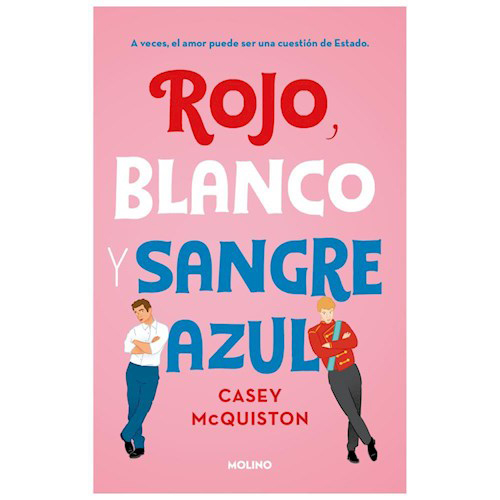 A veces, el amor puede ser una cuestión de Estado.
ROJO,
BLANCO
Y SANGRE
AZUL
CASEY
McQUISTON
MOLINO